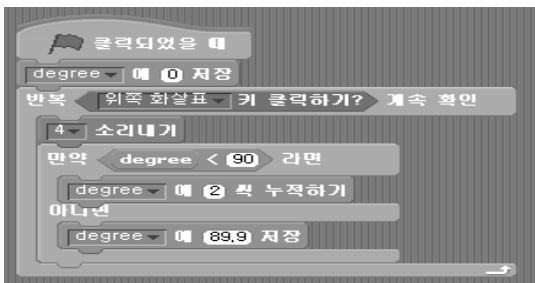 클릭되었을 때
degree 에 0 저장
반복 위쪽 화살표 키 클릭하기? 계속 확인
4 소리내기
만약 degree < 90 라면
degree 에 2 씩 누적하기
아니면
degree 에 89.9 저장